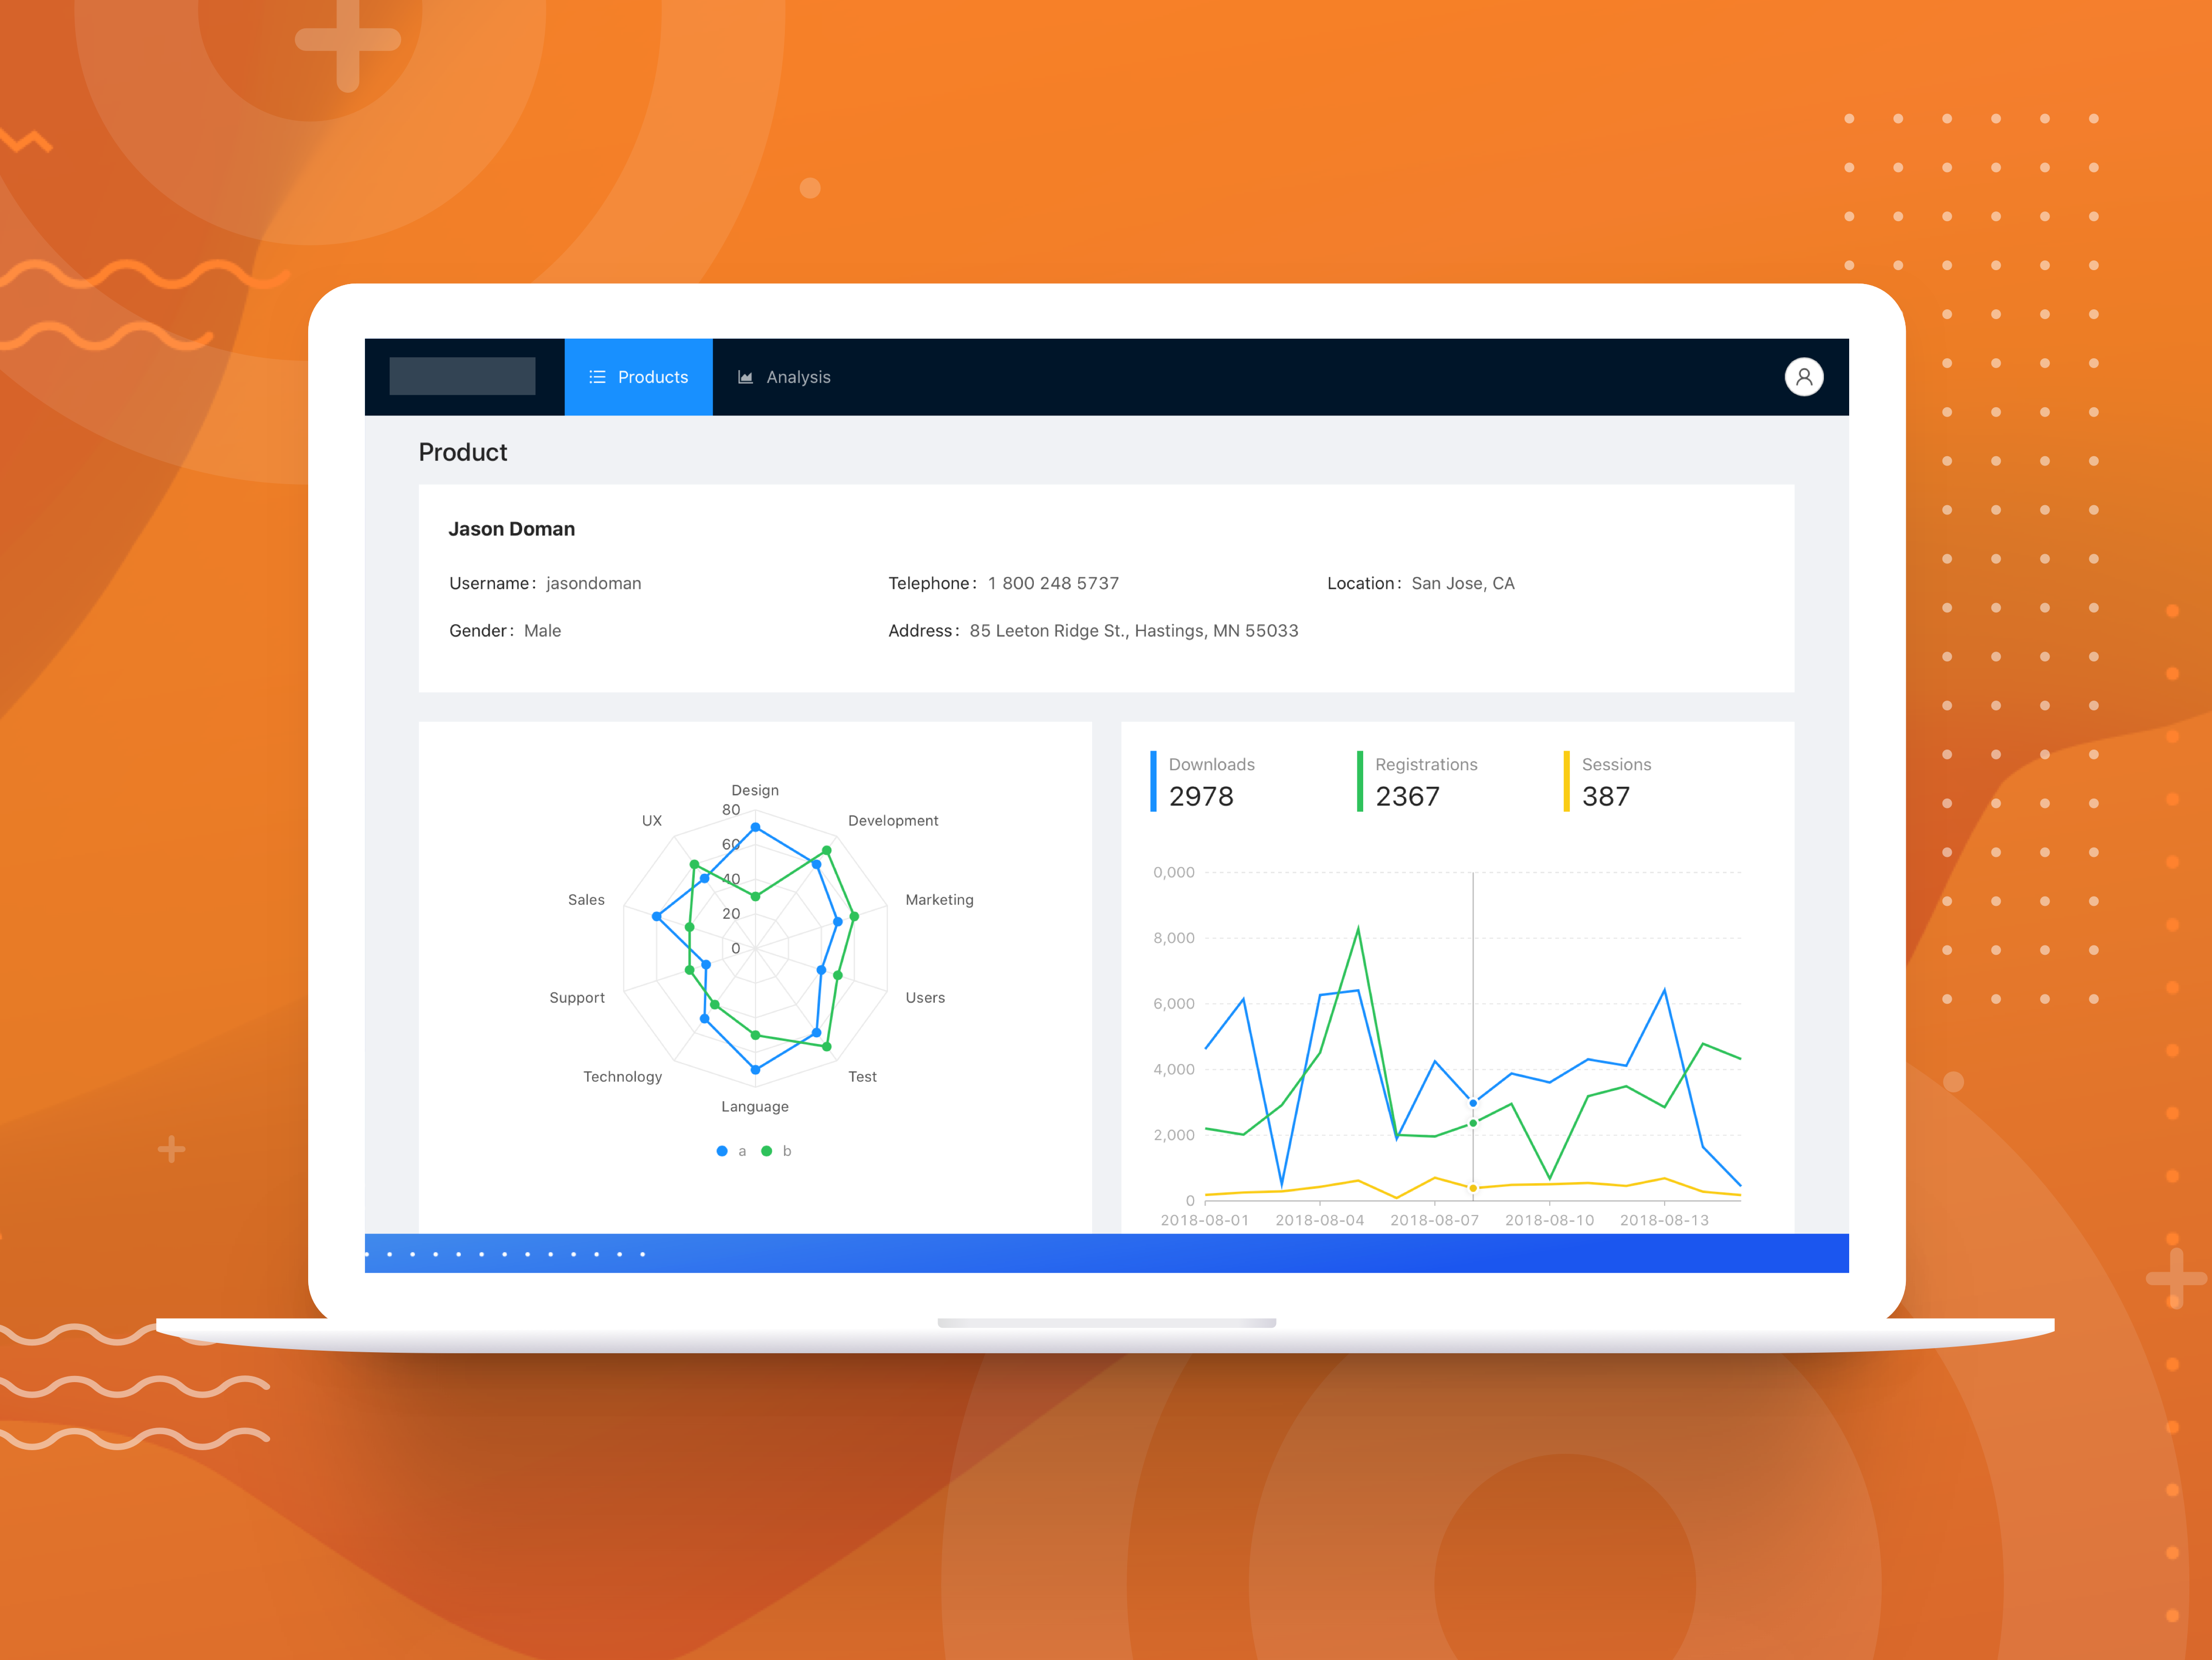 Products
Analysis
Product
Jason Doman
Username: jasondoman
Telephone: 1 800 248 5737
Location: San Jose, CA
Gender: Male
Address: 85 Leeton Ridge St., Hastings, MN 55033
Design
80
UX
Development
60
40
Sales
Marketing
20
0
Support
Users
Technology
Test
Language
a
b
Downloads
Registrations
Sessions
2978
2367
387
0,000
8,000
6,000
4,000
2,000
0
2018-08-01
2018-08-04
2018-08-07
2018-08-10
2018-08-13